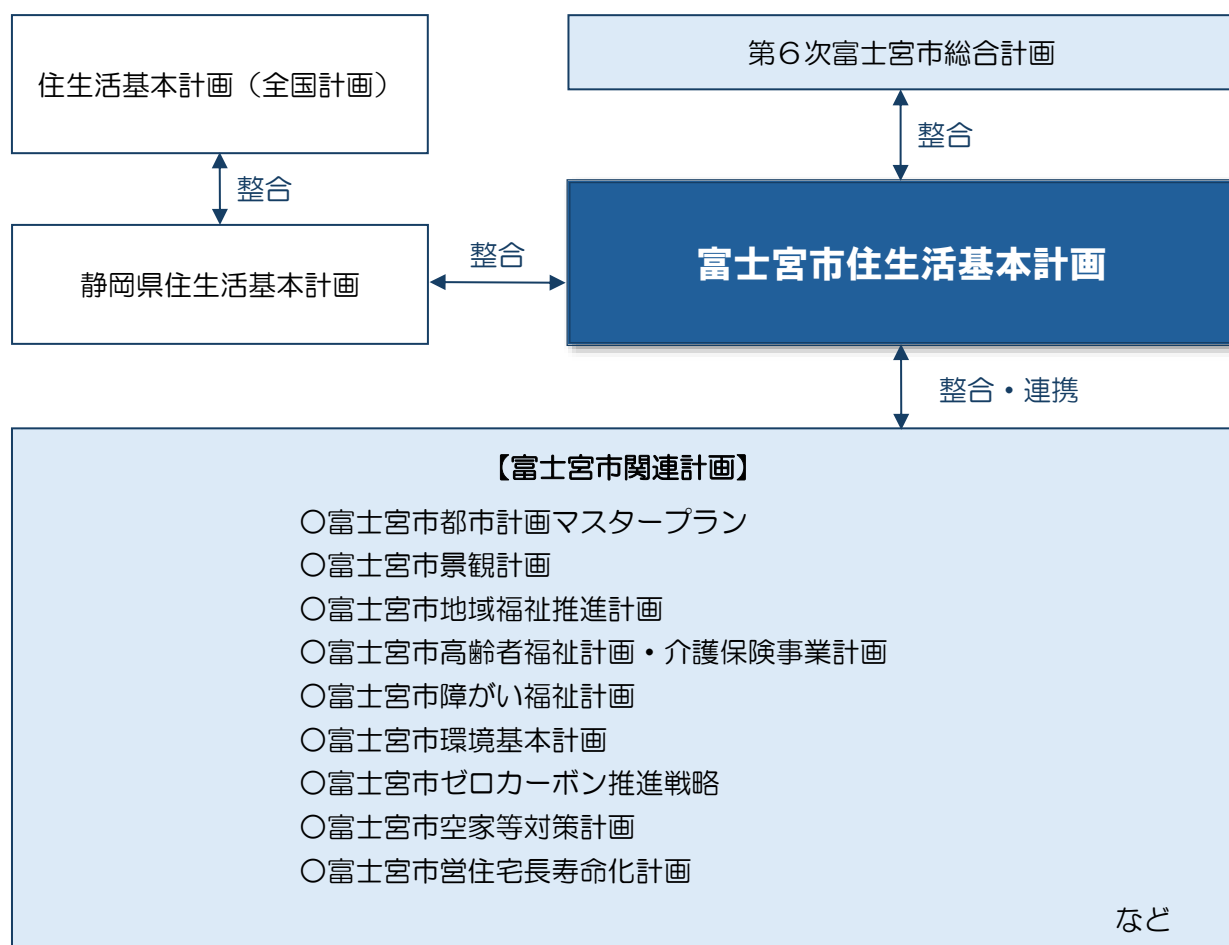 住生活基本計画（全国計画）
第６次富士宮市総合計画
整合
整合
静岡県住生活基本計画
整合
富士宮市住生活基本計画
整合・連携
【富士宮市関連計画】
〇富士宮市都市計画マスタープラン
〇富士宮市景観計画
〇富士宮市地域福祉推進計画
〇富士宮市高齢者福祉計画・介護保険事業計画
〇富士宮市障がい福祉計画
〇富士宮市環境基本計画
〇富士宮市ゼロカーボン推進戦略
〇富士宮市空家等対策計画
〇富士宮市営住宅長寿命化計画
など